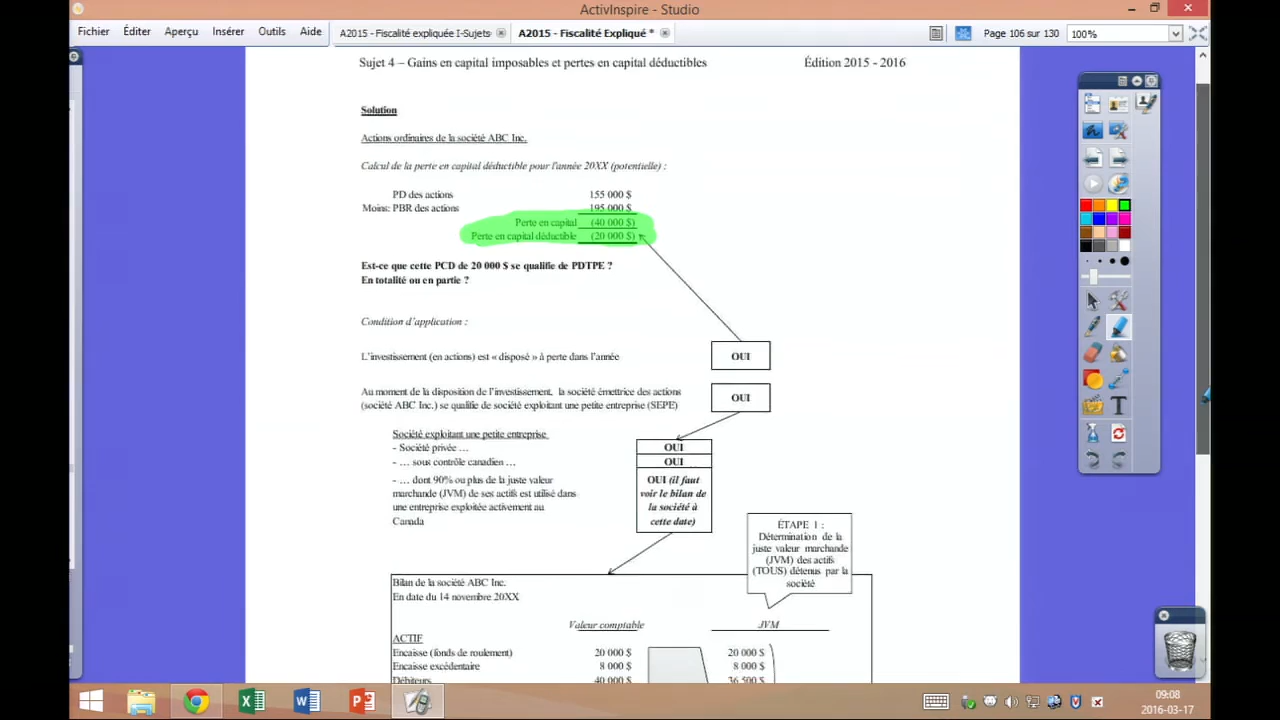 ActivInspire - Studio
Fichier Éditer Aperçu Insérer Outils Aide
A2015 - Fiscalité expliquée I-Sujets
A2015 - Fiscalité Expliqué *
Page 106 sur 130
100%
Sujet 4 – Gains en capital imposables et pertes en capital déductibles Édition 2015 - 2016
Solution
Actions ordinaires de la société ABC Inc.
Calcul de la perte en capital déductible pour l'année 20XX (potentielle) :
PD des actions 155 000 $
Moins: PBR des actions 195 000 $
Perte en capital (40 000 $)
Perte en capital déductible (20 000 $)
Est-ce que cette PCD de 20 000 $ se qualifie de PDTPE ?
En totalité ou en partie ?
Condition d'application :
L'investissement (en actions) est « disposé » à perte dans l'année
OUI
Au moment de la disposition de l'investissement, la société émettrice des actions
(société ABC Inc.) se qualifie de société exploitant une petite entreprise (SEPE)
OUI
Société exploitant une petite entreprise
- Société privée … OUI
- … sous contrôle canadien … OUI
- … dont 90% ou plus de la juste valeur
marchande (JVM) de ses actifs est utilisé dans
une entreprise exploitée activement au
Canada
OUI (il faut
voir le bilan de
la société à
cette date)
ÉTAPE 1 :
Détermination de la
juste valeur marchande
(JVM) des actifs
(TOUS) détenus par la
société
Bilan de la société ABC Inc.
En date du 14 novembre 20XX
Valeur comptable JVM
ACTIF
Encaisse (fonds de roulement) 20 000 $ 20 000 $
Encaisse excédentaire 8 000 $ 8 000 $
Débiteurs 40 000 $ 36 500 $
09:08
2016-03-17